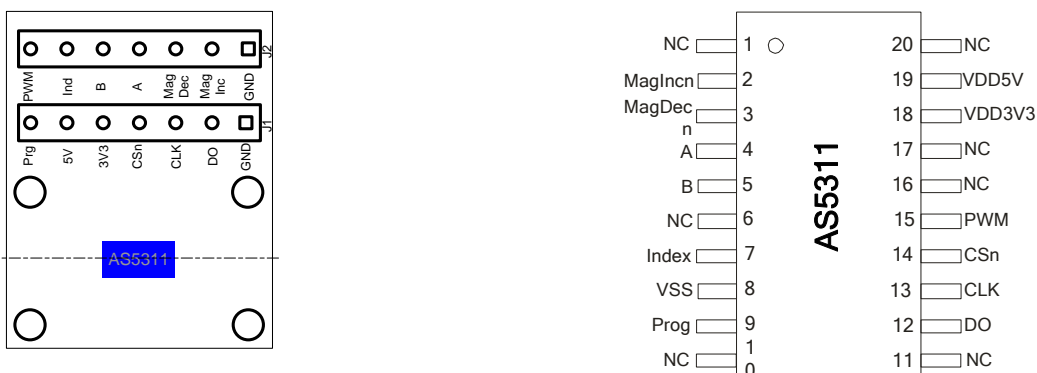 J2
PWM
Ind
B
A
Mag
Dec
Mag
Inc
GND
J1
Prg
5V
3V3
CSn
CLK
DO
GND
AS5311
NC 1 20 NC
MagIncn 2 19 VDD5V
MagDec
n 3 18 VDD3V3
A 4 17 NC
B 5 16 NC
NC 6 15 PWM
Index 7 14 CSn
VSS 8 13 CLK
Prog 9 12 DO
NC 1
0 11 NC
AS5311